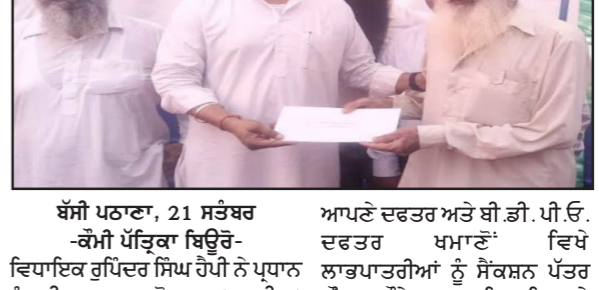 ਬੱਸੀ ਪਠਾਣਾ, 21 ਸਤੰਬਰ
-ਕੌਮੀ ਪੱਤ੍ਰਿਕਾ ਬਿਊਰੋ-
ਵਿਧਾਇਕ ਰੁਪਿੰਦਰ ਸਿੰਘ ਹੈਪੀ ਨੇ ਪ੍ਰਧਾਨ
ਆਪਣੇ ਦਫਤਰ ਅਤੇ ਬੀ.ਡੀ.ਪੀ.ਓ.
ਦਫਤਰ ਖਮਾਣੋਂ ਵਿਖੇ
ਲਾਭਪਾਤਰੀਆਂ ਨੂੰ ਸੈਂਕਸ਼ਨ ਪੱਤਰ